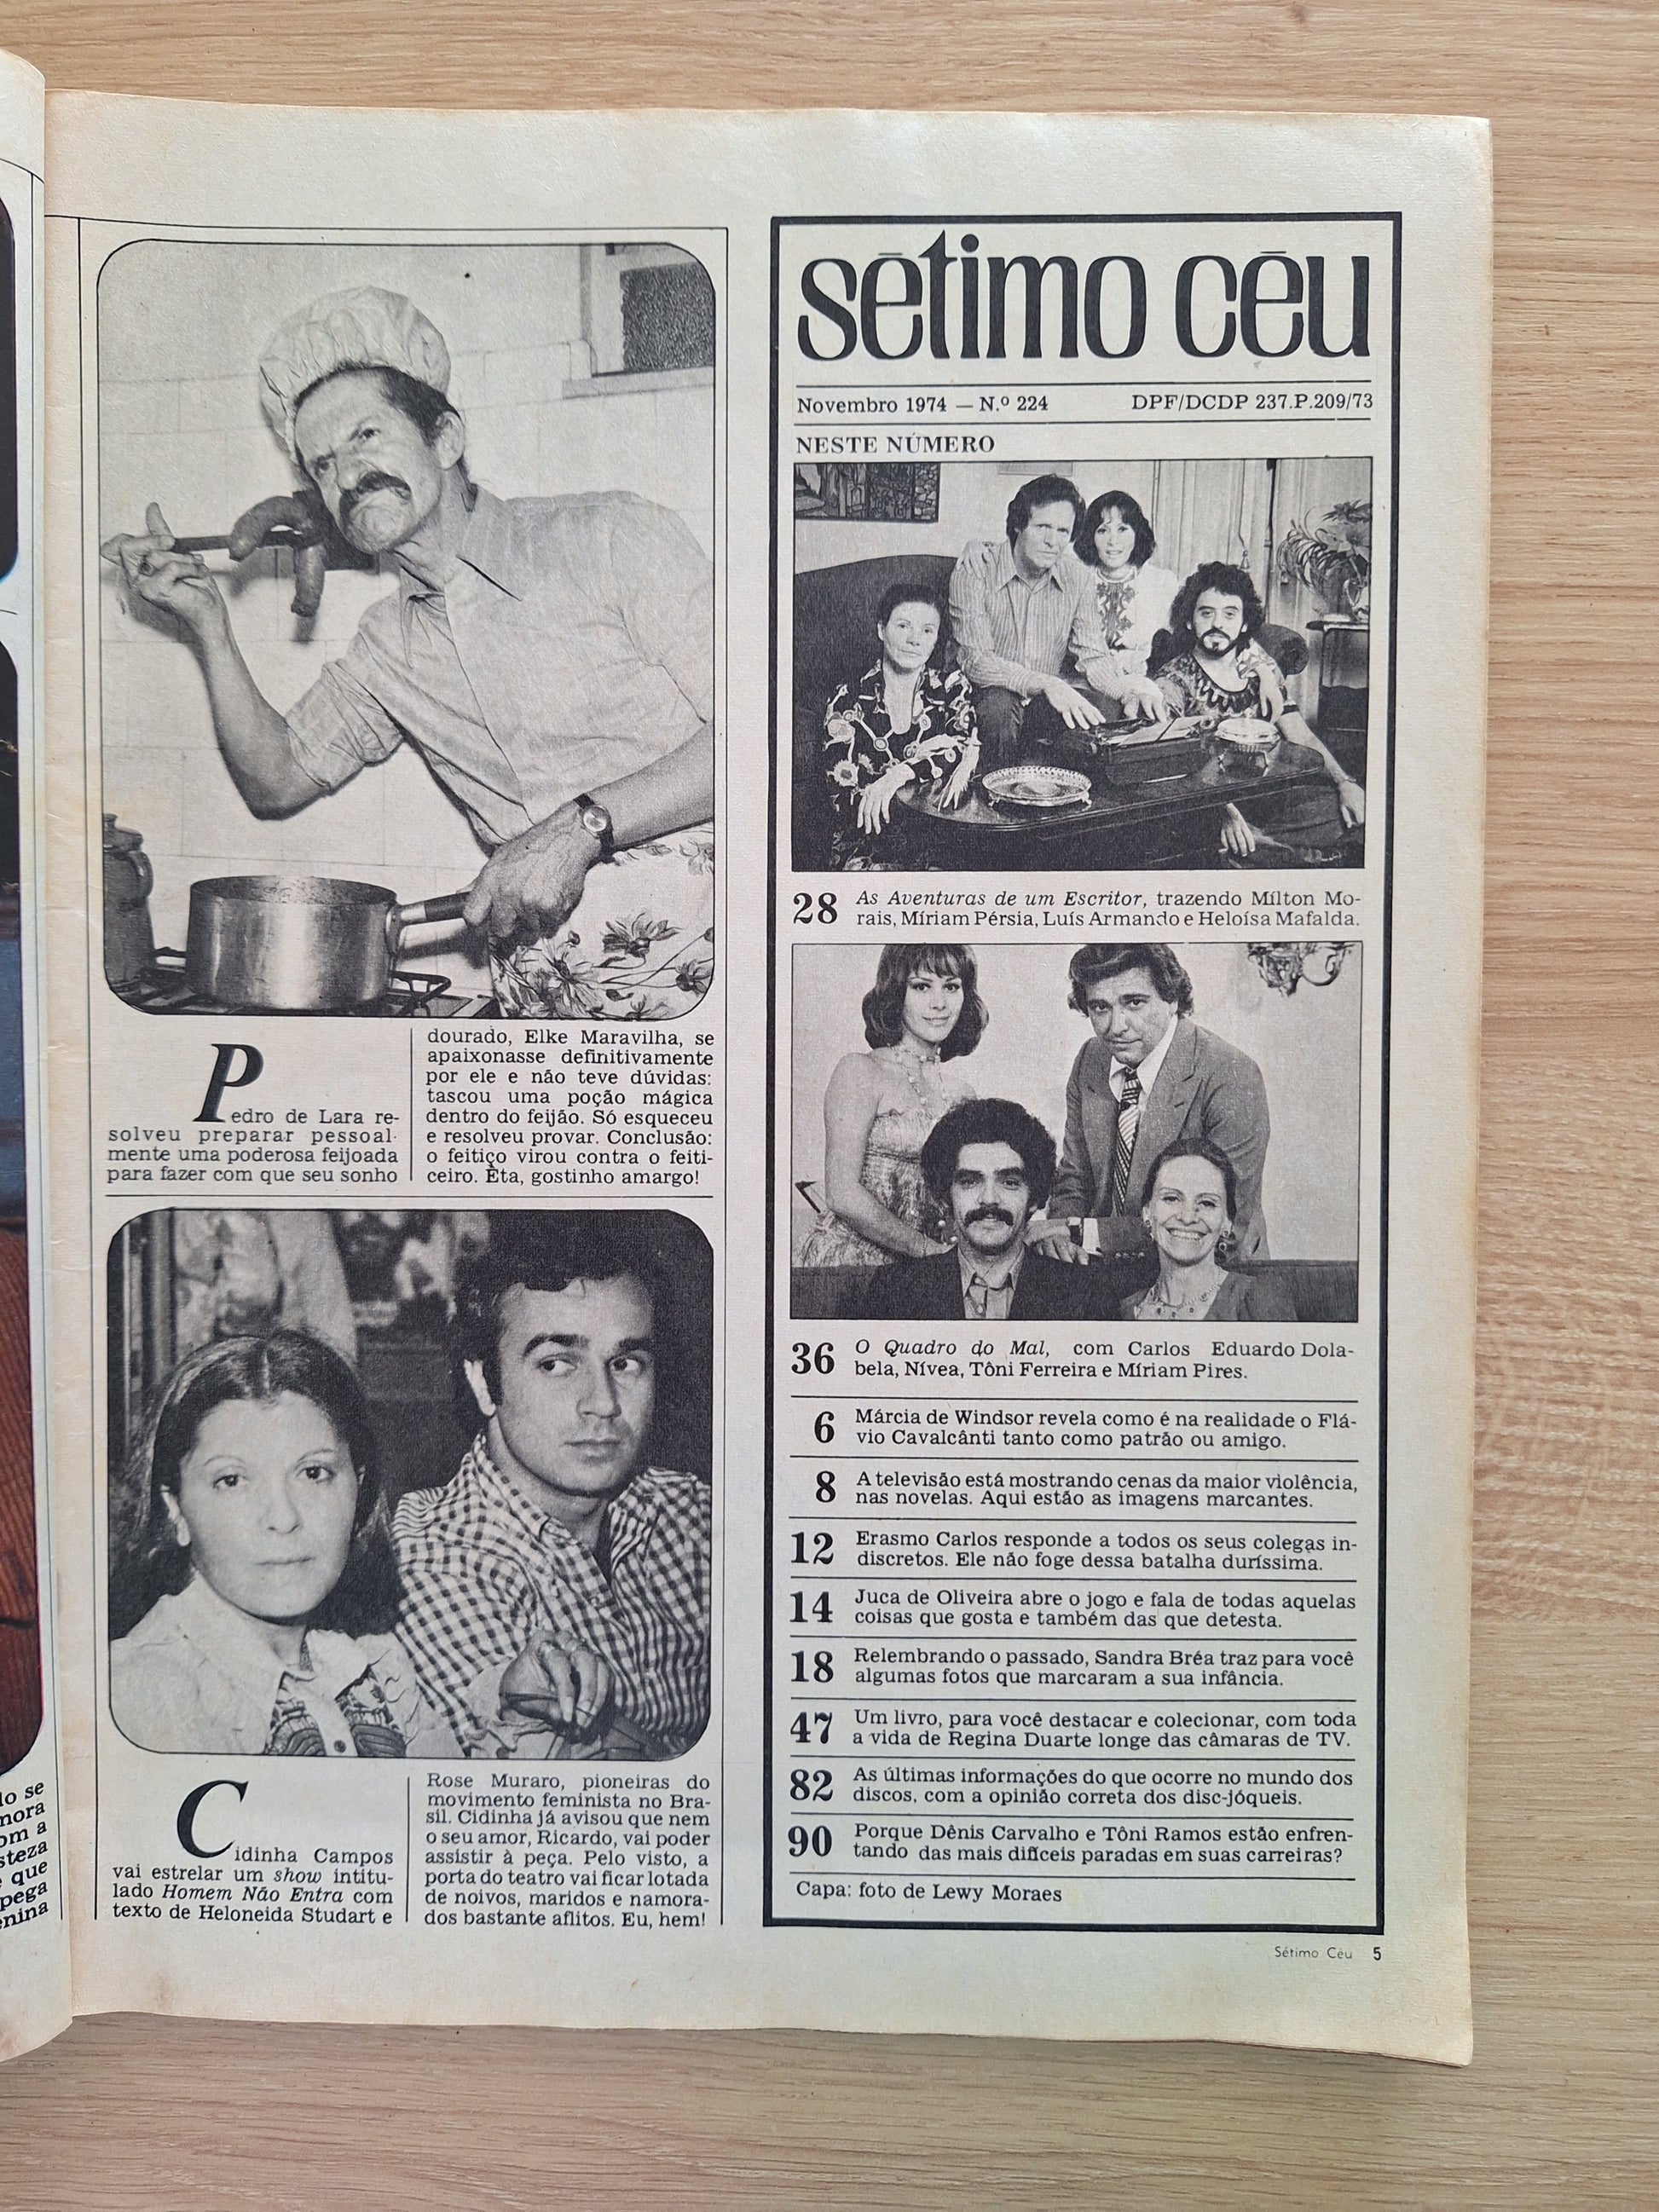 do se
mora
om a
steza
e que
pega
enina
Pedro de Lara re-
solveu preparar pessoal-
mente uma poderosa feijoada
para fazer com que seu sonho
dourado, Elke Maravilha, se
apaixonasse definitivamente
por ele e não teve dúvidas:
tascou uma poção mágica
dentro do feijão. Só esqueceu
e resolveu provar. Conclusão:
o feitiço virou contra o feiti-
ceiro. Êta, gostinho amargo!
Cidinha Campos
vai estrelar um show intitu-
lado Homem Não Entra com
texto de Heloneida Studart e
Rose Muraro, pioneiras do
movimento feminista no Bra-
sil. Cidinha já avisou que nem
o seu amor, Ricardo, vai poder
assistir à peça. Pelo visto, a
porta do teatro vai ficar lotada
de noivos, maridos e namora-
dos bastante aflitos. Eu, hem!
sétimo céu
Novembro 1974 — N.º 224 DPF/DCDP 237.P.209/73
NESTE NÚMERO
28 As Aventuras de um Escritor, trazendo Mílton Mo-
rais, Míriam Pérsia, Luís Armando e Heloísa Mafalda.
36 O Quadro do Mal, com Carlos Eduardo Dola-
bela, Nívea, Tôni Ferreira e Míriam Pires.
6 Márcia de Windsor revela como é na realidade o Flá-
vio Cavalcânti tanto como patrão ou amigo.
8 A televisão está mostrando cenas da maior violência,
nas novelas. Aqui estão as imagens marcantes.
12 Erasmo Carlos responde a todos os seus colegas in-
discretos. Ele não foge dessa batalha duríssima.
14 Juca de Oliveira abre o jogo e fala de todas aquelas
coisas que gosta e também das que detesta.
18 Relembrando o passado, Sandra Bréa traz para você
algumas fotos que marcaram a sua infância.
47 Um livro, para você destacar e colecionar, com toda
a vida de Regina Duarte longe das câmaras de TV.
82 As últimas informações do que ocorre no mundo dos
discos, com a opinião correta dos disc-jóqueis.
90 Porque Dênis Carvalho e Tôni Ramos estão enfren-
tando das mais difíceis paradas em suas carreiras?
Capa: foto de Lewy Moraes
Sétimo Céu 5